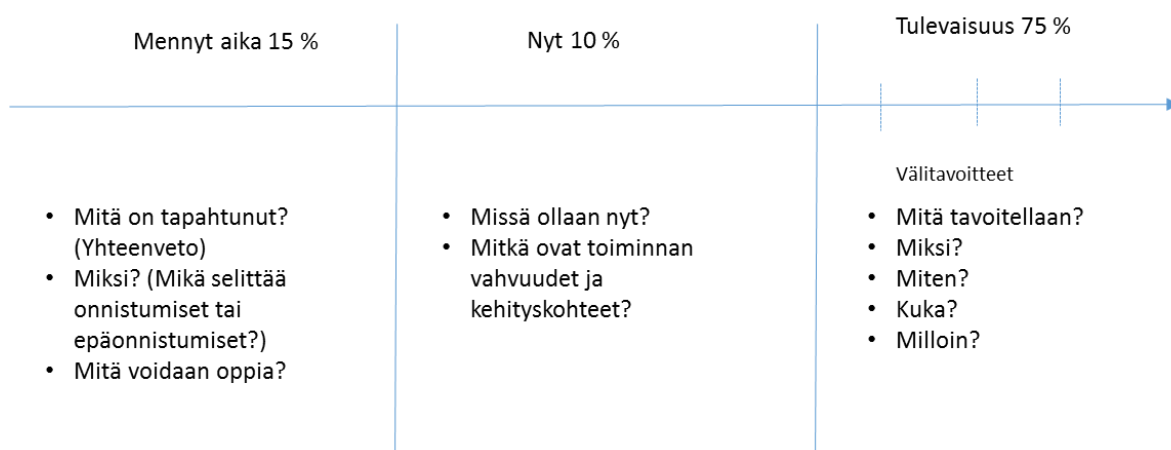 Mennyt aika 15 %
Nyt 10 %
Tulevaisuus 75 %
• Mitä on tapahtunut?
(Yhteenveto)
• Miksi? (Mikä selittää
onnistumiset tai
epäonnistumiset?)
• Mitä voidaan oppia?
• Missä ollaan nyt?
• Mitkä ovat toiminnan
vahvuudet ja
kehityskohteet?
Välitavoitteet
• Mitä tavoitellaan?
• Miksi?
• Miten?
• Kuka?
• Milloin?